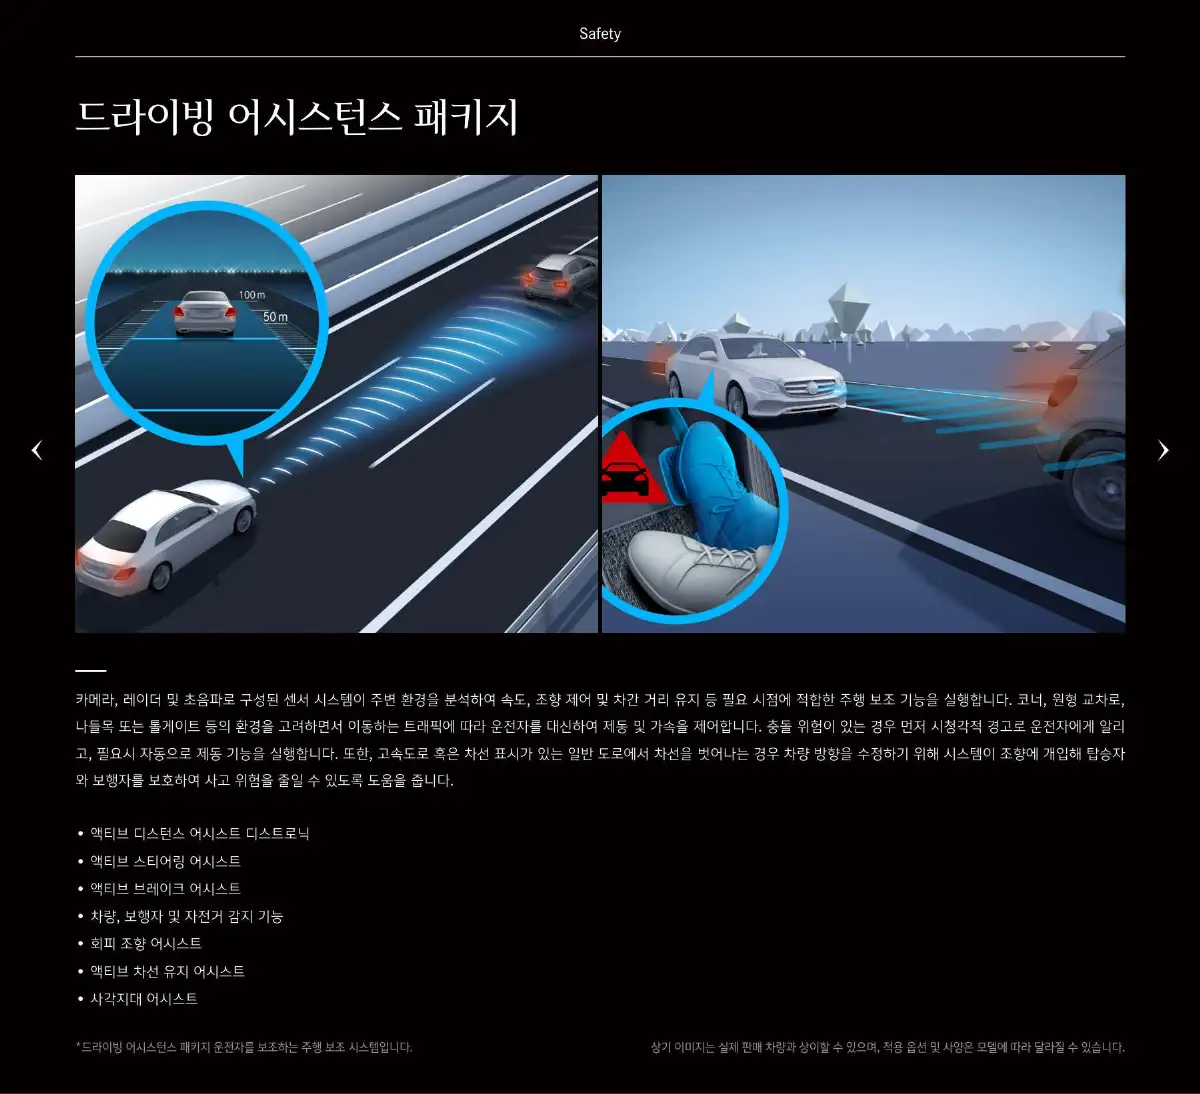 Safety
드라이빙 어시스턴스 패키지
100 m
50 m
카메라, 레이더 및 초음파로 구성된 센서 시스템이 주변 환경을 분석하여 속도, 조향 제어 및 차간 거리 유지 등 필요 시점에 적합한 주행 보조 기능을 실행합니다. 코너, 원형 교차로,
나들목 또는 톨게이트 등의 환경을 고려하면서 이동하는 트래픽에 따라 운전자를 대신하여 제동 및 가속을 제어합니다. 충돌 위험이 있는 경우 먼저 시청각적 경고로 운전자에게 알리
고, 필요시 자동으로 제동 기능을 실행합니다. 또한, 고속도로 혹은 차선 표시가 있는 일반 도로에서 차선을 벗어나는 경우 차량 방향을 수정하기 위해 시스템이 조향에 개입해 탑승자
와 보행자를 보호하여 사고 위험을 줄일 수 있도록 도움을 줍니다.
• 액티브 디스턴스 어시스트 디스트로닉
• 액티브 스티어링 어시스트
• 액티브 브레이크 어시스트
• 차량, 보행자 및 자전거 감지 기능
• 회피 조향 어시스트
• 액티브 차선 유지 어시스트
• 사각지대 어시스트
*드라이빙 어시스턴스 패키지 운전자를 보조하는 주행 보조 시스템입니다.
상기 이미지는 실제 판매 차량과 상이할 수 있으며, 적용 옵션 및 사양은 모델에 따라 달라질 수 있습니다.